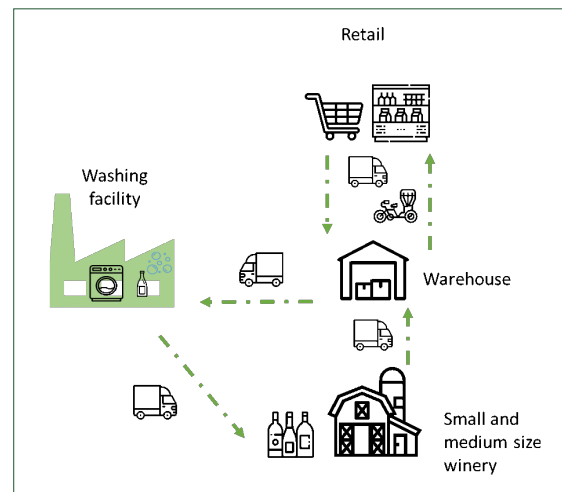 Retail
Washing
facility
Warehouse
Small and
medium size
winery